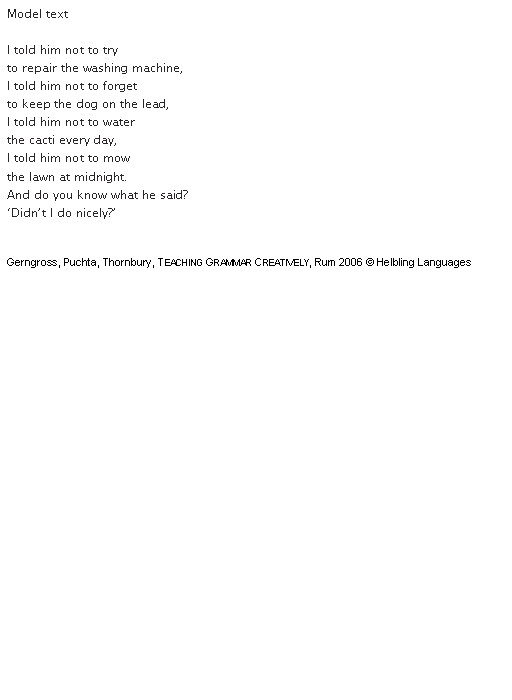 Model text
I told him not to try
to repair the washing machine,
I told him not to forget
to keep the dog on the lead,
I told him not to water
the cacti every day,
I told him not to mow
the lawn at midnight.
And do you know what he said?
‘Didn’t I do nicely?’
Gerngross, Puchta, Thornbury, TEACHING GRAMMAR CREATIVELY, Rum 2006 © Helbling Languages